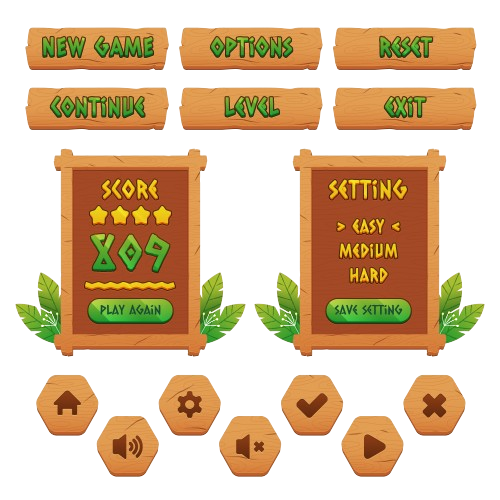 NEW GAME
OPTIONS
RESET
CONTINUE
LEVEL
EXIT
SCORE
809
PLAY AGAIN
SETTING
> EASY <
MEDIUM
HARD
SAVE SETTING